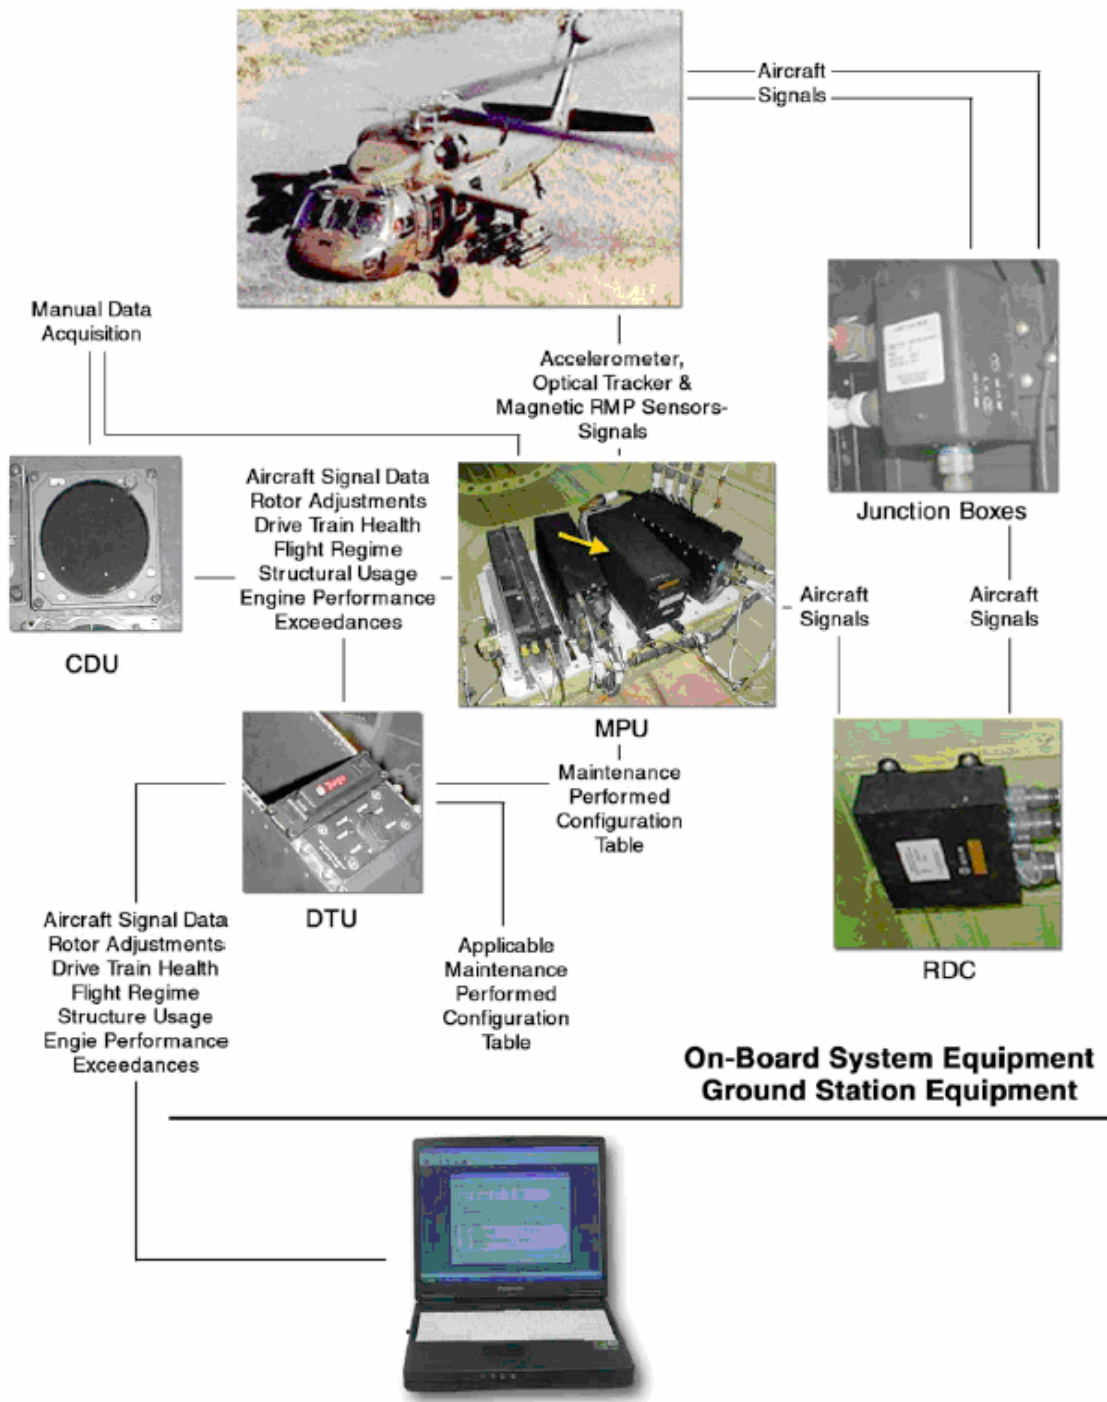 Aircraft
Signals
Manual Data
Acquisition
Accelerometer,
Optical Tracker &
Magnetic RMP Sensors-
Signals
Junction Boxes
Aircraft Signal Data
Rotor Adjustments
Drive Train Health
Flight Regime
Structural Usage
Engine Performance
Exceedances
CDU
MPU
Aircraft
Signals
Aircraft
Signals
Maintenance
Performed
Configuration
Table
DTU
RDC
Aircraft Signal Data
Rotor Adjustments
Drive Train Health
Flight Regime
Structure Usage
Engie Performance
Exceedances
Applicable
Maintenance
Performed
Configuration
Table
On-Board System Equipment
Ground Station Equipment